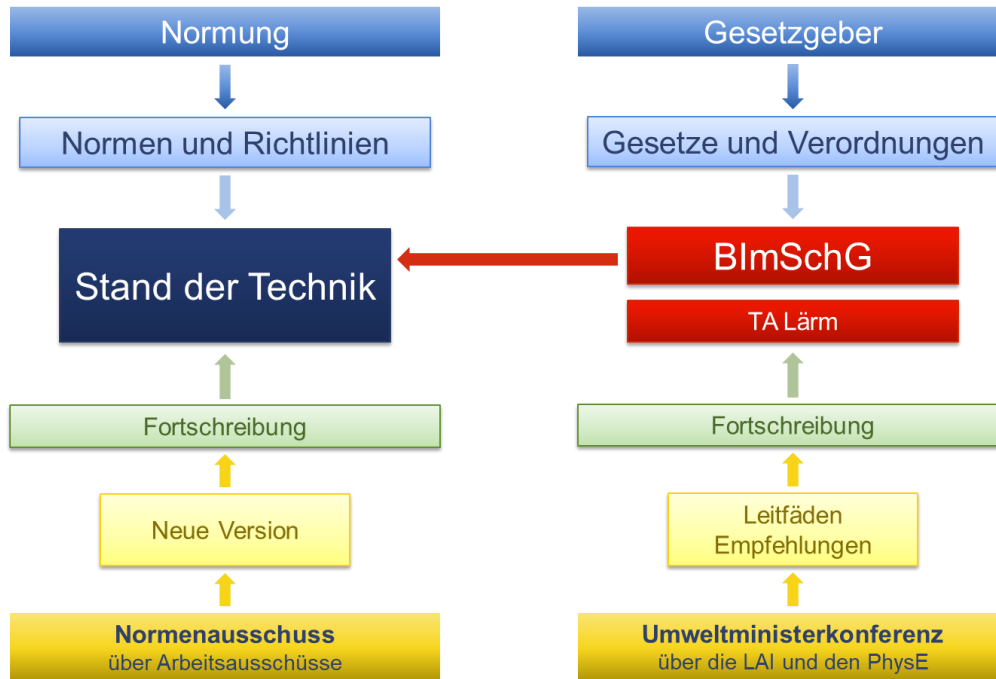 Normung
Normen und Richtlinien
Stand der Technik
Fortschreibung
Neue Version
Normenausschuss
über Arbeitsausschüsse
Gesetzgeber
Gesetze und Verordnungen
BImSchG
TA Lärm
Fortschreibung
Leitfäden
Empfehlungen
Umweltministerkonferenz
über die LAI und den PhysE